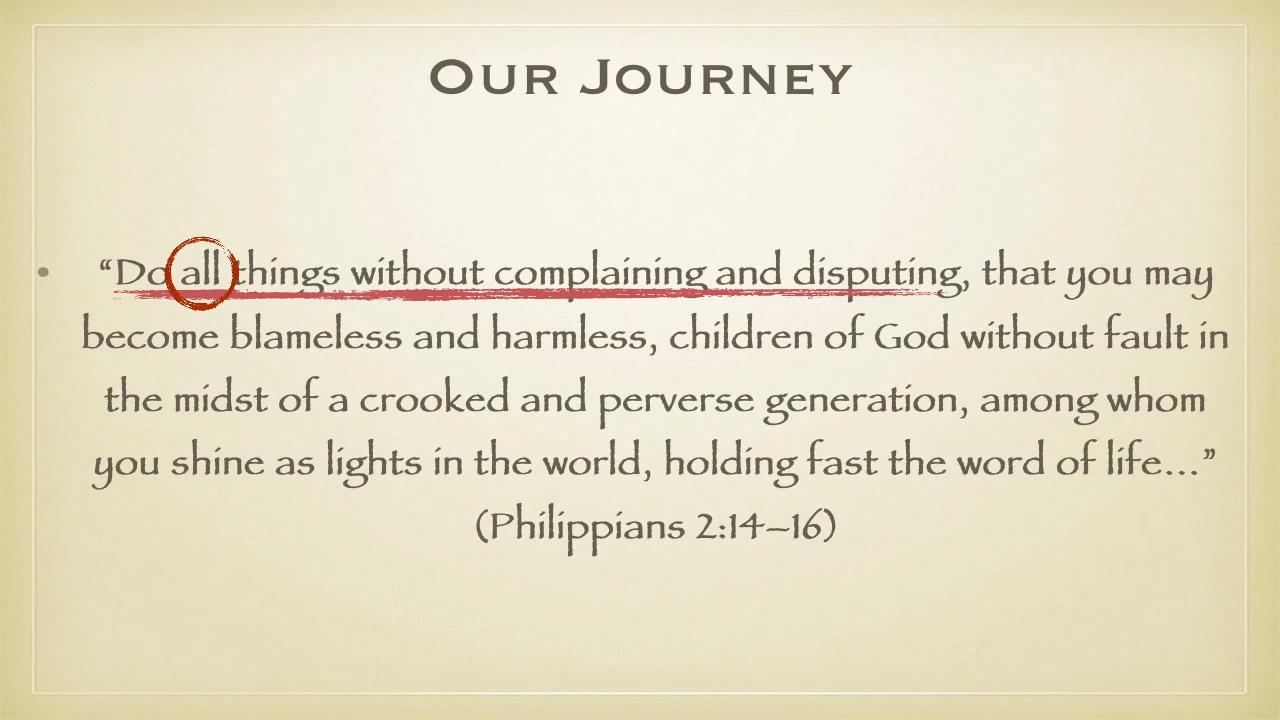 Our Journey
• “Do all things without complaining and disputing, that you may
become blameless and harmless, children of God without fault in
the midst of a crooked and perverse generation, among whom
you shine as lights in the world, holding fast the word of life…”
(Philippians 2:14–16)